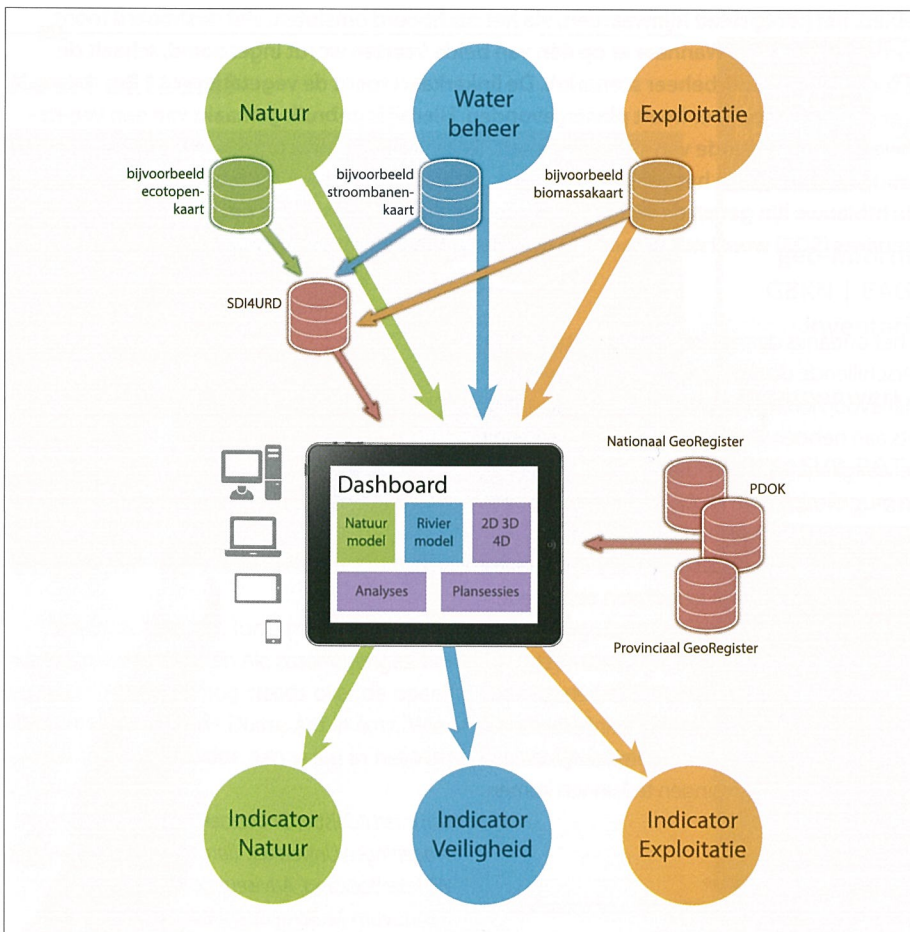 Natuur
Water
beheer
Exploitatie
bijvoorbeeld
ecotopen-
kaart
bijvoorbeeld
stroombanen-
kaart
bijvoorbeeld
biomassakaart
SDI4URD
Nationaal GeoRegister
PDOK
Provinciaal GeoRegister
Dashboard
Natuur
model
Rivier
model
2D 3D
4D
Analyses
Plansessies
Indicator
Natuur
Indicator
Veiligheid
Indicator
Exploitatie